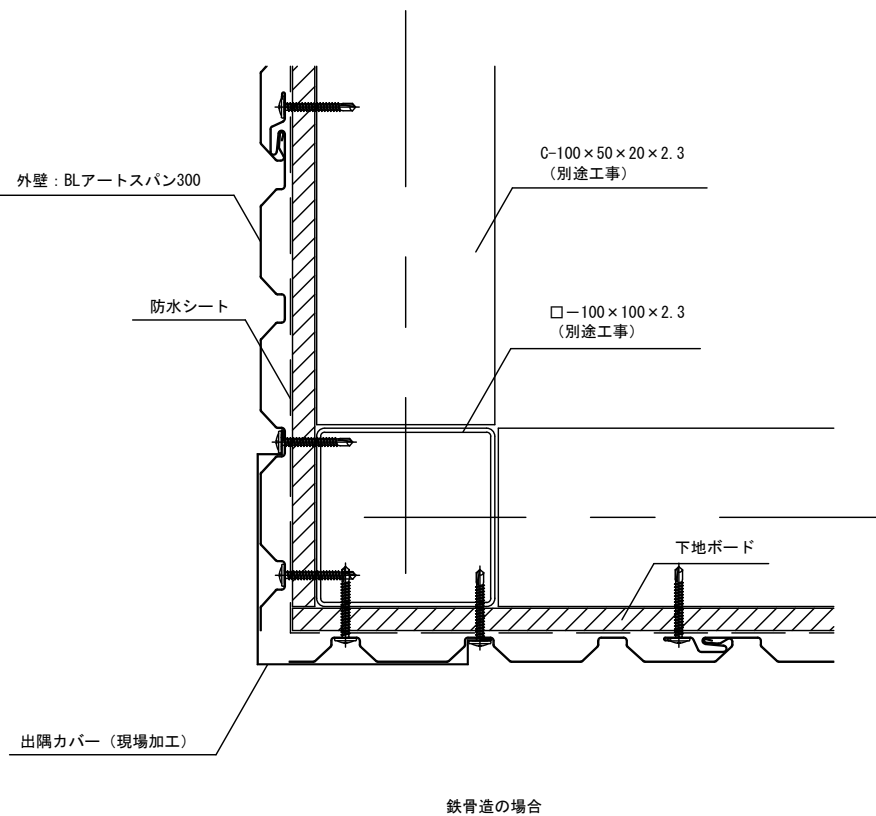 C-100×50×20×2.3
（別途工事）
外壁：BLアートスパン300
防水シート
□－100×100×2.3
（別途工事）
下地ボード
出隅カバー（現場加工）
鉄骨造の場合